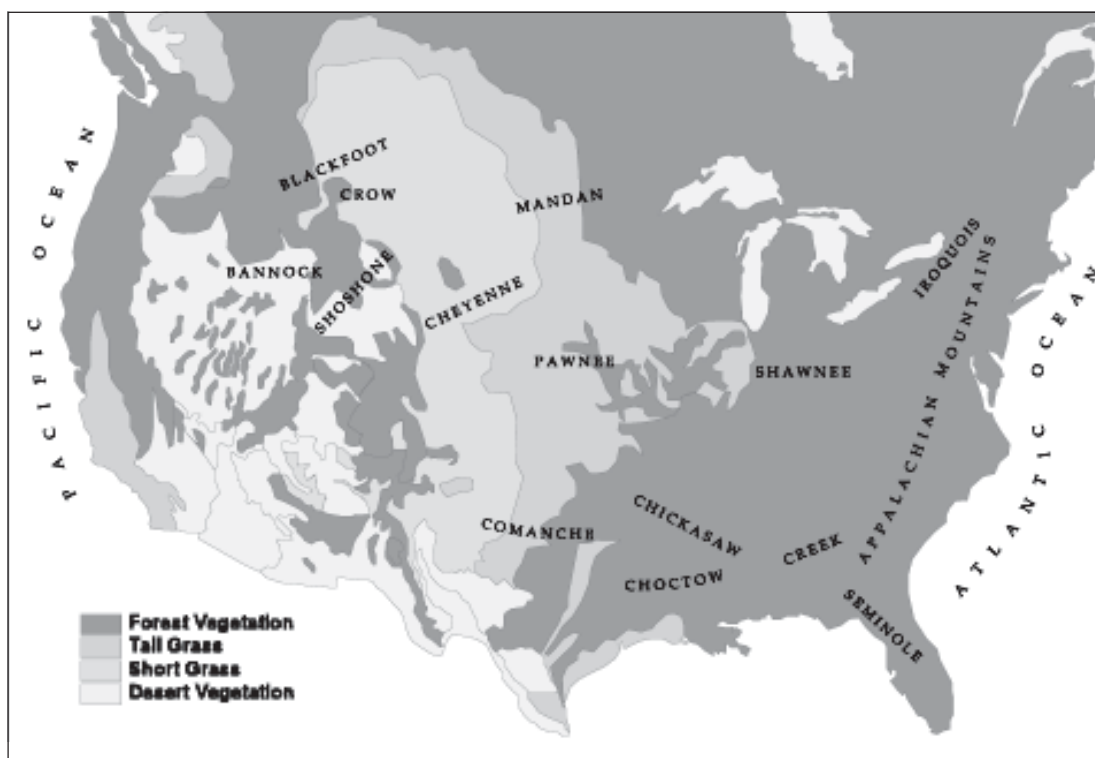 PACIFIC OCEAN
BLACKFOOT
CROW
MANDAN
BANNOCK
SHOSHONE
CHEYENNE
IROQUOIS
APPALACHIAN MOUNTAINS
ATLANTIC OCEAN
PAWNEE
SHAWNEE
COMANCHE
CHICKASAW
CREEK
CHOCTOW
SEMINOLE
Forest Vegetation
Tall Grass
Short Grass
Desert Vegetation